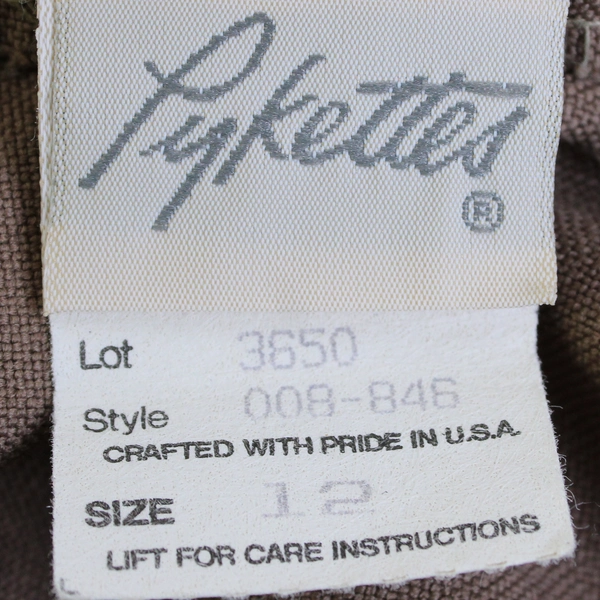 Pykettes
®
Lot 3650
Style 008-846
CRAFTED WITH PRIDE IN U.S.A.
SIZE 12
LIFT FOR CARE INSTRUCTIONS